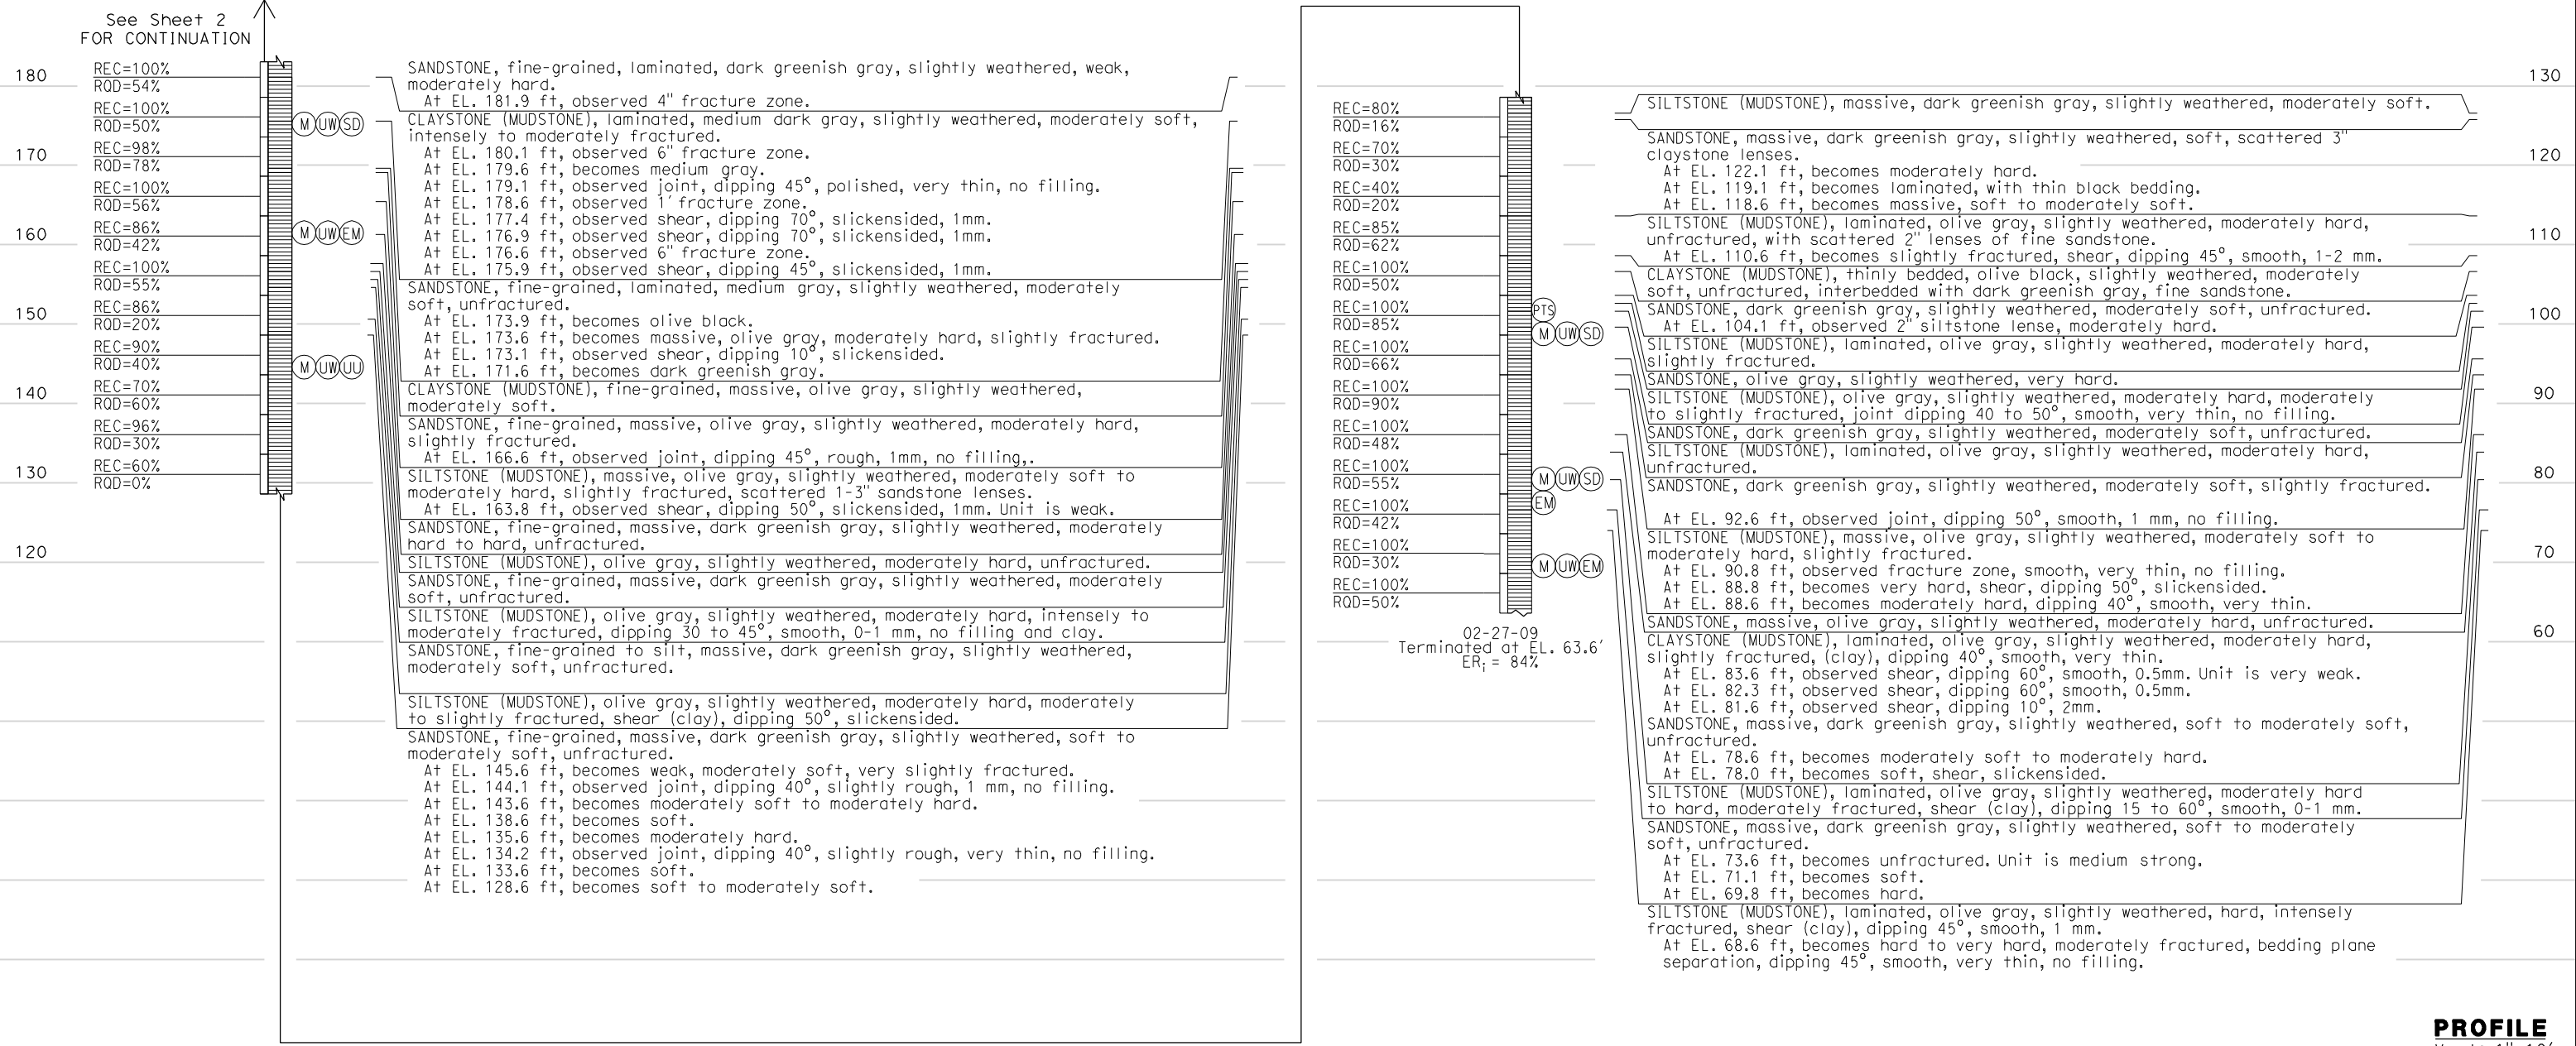 See Sheet 2
FOR CONTINUATION
180
170
160
150
140
130
120
REC=100%
RQD=54%
REC=100%
RQD=50%
REC=98%
RQD=78%
REC=100%
RQD=56%
REC=86%
RQD=42%
REC=100%
RQD=55%
REC=86%
RQD=20%
REC=90%
RQD=40%
REC=70%
RQD=60%
REC=96%
RQD=30%
REC=60%
RQD=0%
M UW SD
M UW EM
M UW UU
SANDSTONE, fine-grained, laminated, dark greenish gray, slightly weathered, weak,
moderately hard.
At EL. 181.9 ft, observed 4" fracture zone.
CLAYSTONE (MUDSTONE), laminated, medium dark gray, slightly weathered, moderately soft,
intensely to moderately fractured.
At EL. 180.1 ft, observed 6" fracture zone.
At EL. 179.6 ft, becomes medium gray.
At EL. 179.1 ft, observed joint, dipping 45°, polished, very thin, no filling.
At EL. 178.6 ft, observed 1' fracture zone.
At EL. 177.4 ft, observed shear, dipping 70°, slickensided, 1mm.
At EL. 176.9 ft, observed shear, dipping 70°, slickensided, 1mm.
At EL. 176.6 ft, observed 6" fracture zone.
At EL. 175.9 ft, observed shear, dipping 45°, slickensided, 1mm.
SANDSTONE, fine-grained, laminated, medium gray, slightly weathered, moderately
soft, unfractured.
At EL. 173.9 ft, becomes olive black.
At EL. 173.6 ft, becomes massive, olive gray, moderately hard, slightly fractured.
At EL. 173.1 ft, observed shear, dipping 10°, slickensided.
At EL. 171.6 ft, becomes dark greenish gray.
CLAYSTONE (MUDSTONE), fine-grained, massive, olive gray, slightly weathered,
moderately soft.
SANDSTONE, fine-grained, massive, olive gray, slightly weathered, moderately hard,
slightly fractured.
At EL. 166.6 ft, observed joint, dipping 45°, rough, 1mm, no filling,.
SILTSTONE (MUDSTONE), massive, olive gray, slightly weathered, moderately soft to
moderately hard, slightly fractured, scattered 1-3" sandstone lenses.
At EL. 163.8 ft, observed shear, dipping 50°, slickensided, 1mm. Unit is weak.
SANDSTONE, fine-grained, massive, dark greenish gray, slightly weathered, moderately
hard to hard, unfractured.
SILTSTONE (MUDSTONE), olive gray, slightly weathered, moderately hard, unfractured.
SANDSTONE, fine-grained, massive, dark greenish gray, slightly weathered, moderately
soft, unfractured.
SILTSTONE (MUDSTONE), olive gray, slightly weathered, moderately hard, intensely to
moderately fractured, dipping 30 to 45°, smooth, 0-1 mm, no filling and clay.
SANDSTONE, fine-grained to silt, massive, dark greenish gray, slightly weathered,
moderately soft, unfractured.
SILTSTONE (MUDSTONE), olive gray, slightly weathered, moderately hard, moderately
to slightly fractured, shear (clay), dipping 50°, slickensided.
SANDSTONE, fine-grained, massive, dark greenish gray, slightly weathered, soft to
moderately soft, unfractured.
At EL. 145.6 ft, becomes weak, moderately soft, very slightly fractured.
At EL. 144.1 ft, observed joint, dipping 40°, slightly rough, 1 mm, no filling.
At EL. 143.6 ft, becomes moderately soft to moderately hard.
At EL. 138.6 ft, becomes soft.
At EL. 135.6 ft, becomes moderately hard.
At EL. 134.2 ft, observed joint, dipping 40°, slightly rough, very thin, no filling.
At EL. 133.6 ft, becomes soft.
At EL. 128.6 ft, becomes soft to moderately soft.
REC=80%
RQD=16%
REC=70%
RQD=30%
REC=40%
RQD=20%
REC=85%
RQD=62%
REC=100%
RQD=50%
REC=100%
RQD=85%
REC=100%
RQD=66%
REC=100%
RQD=90%
REC=100%
RQD=48%
REC=100%
RQD=55%
REC=100%
RQD=42%
REC=100%
RQD=30%
REC=100%
RQD=50%
PTS
M UW SD
M UW SD
EM
M UW EM
02-27-09
Terminated at EL. 63.6'
ERi = 84%
SILTSTONE (MUDSTONE), massive, dark greenish gray, slightly weathered, moderately soft.
SANDSTONE, massive, dark greenish gray, slightly weathered, soft, scattered 3"
claystone lenses.
At EL. 122.1 ft, becomes moderately hard.
At EL. 119.1 ft, becomes laminated, with thin black bedding.
At EL. 118.6 ft, becomes massive, soft to moderately soft.
SILTSTONE (MUDSTONE), laminated, olive gray, slightly weathered, moderately hard,
unfractured, with scattered 2" lenses of fine sandstone.
At EL. 110.6 ft, becomes slightly fractured, shear, dipping 45°, smooth, 1-2 mm.
CLAYSTONE (MUDSTONE), thinly bedded, olive black, slightly weathered, moderately
soft, unfractured, interbedded with dark greenish gray, fine sandstone.
SANDSTONE, dark greenish gray, slightly weathered, moderately soft, unfractured.
At EL. 104.1 ft, observed 2" siltstone lense, moderately hard.
SILTSTONE (MUDSTONE), laminated, olive gray, slightly weathered, moderately hard,
slightly fractured.
SANDSTONE, olive gray, slightly weathered, very hard.
SILTSTONE (MUDSTONE), olive gray, slightly weathered, moderately hard, moderately
to slightly fractured, joint dipping 40 to 50°, smooth, very thin, no filling.
SANDSTONE, dark greenish gray, slightly weathered, moderately soft, unfractured.
SILTSTONE (MUDSTONE), laminated, olive gray, slightly weathered, moderately hard,
unfractured.
SANDSTONE, dark greenish gray, slightly weathered, moderately soft, slightly fractured.
At EL. 92.6 ft, observed joint, dipping 50°, smooth, 1 mm, no filling.
SILTSTONE (MUDSTONE), massive, olive gray, slightly weathered, moderately soft to
moderately hard, slightly fractured.
At EL. 90.8 ft, observed fracture zone, smooth, very thin, no filling.
At EL. 88.8 ft, becomes very hard, shear, dipping 50°, slickensided.
At EL. 88.6 ft, becomes moderately hard, dipping 40°, smooth, very thin.
SANDSTONE, massive, olive gray, slightly weathered, moderately hard, unfractured.
CLAYSTONE (MUDSTONE), laminated, olive gray, slightly weathered, moderately hard,
slightly fractured, (clay), dipping 40°, smooth, very thin.
At EL. 83.6 ft, observed shear, dipping 60°, smooth, 0.5mm. Unit is very weak.
At EL. 82.3 ft, observed shear, dipping 60°, smooth, 0.5mm.
At EL. 81.6 ft, observed shear, dipping 10°, 2mm.
SANDSTONE, massive, dark greenish gray, slightly weathered, soft to moderately soft,
unfractured.
At EL. 78.6 ft, becomes moderately soft to moderately hard.
At EL. 78.0 ft, becomes soft, shear, slickensided.
SILTSTONE (MUDSTONE), laminated, olive gray, slightly weathered, moderately hard
to hard, moderately fractured, shear (clay), dipping 15 to 60°, smooth, 0-1 mm.
SANDSTONE, massive, dark greenish gray, slightly weathered, soft to moderately
soft, unfractured.
At EL. 73.6 ft, becomes unfractured. Unit is medium strong.
At EL. 71.1 ft, becomes soft.
At EL. 69.8 ft, becomes hard.
SILTSTONE (MUDSTONE), laminated, olive gray, slightly weathered, hard, intensely
fractured, shear (clay), dipping 45°, smooth, 1 mm.
At EL. 68.6 ft, becomes hard to very hard, moderately fractured, bedding plane
separation, dipping 45°, smooth, very thin, no filling.
130
120
110
100
90
80
70
60
PROFILE